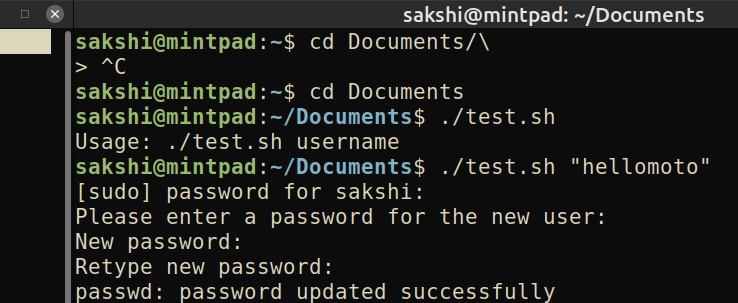 sakshi@mintpad: ~/Documents
sakshi@mintpad:~$ cd Documents/\
> ^C
sakshi@mintpad:~$ cd Documents
sakshi@mintpad:~/Documents$ ./test.sh
Usage: ./test.sh username
sakshi@mintpad:~/Documents$ ./test.sh "hellomoto"
[sudo] password for sakshi:
Please enter a password for the new user:
New password:
Retype new password:
passwd: password updated successfully